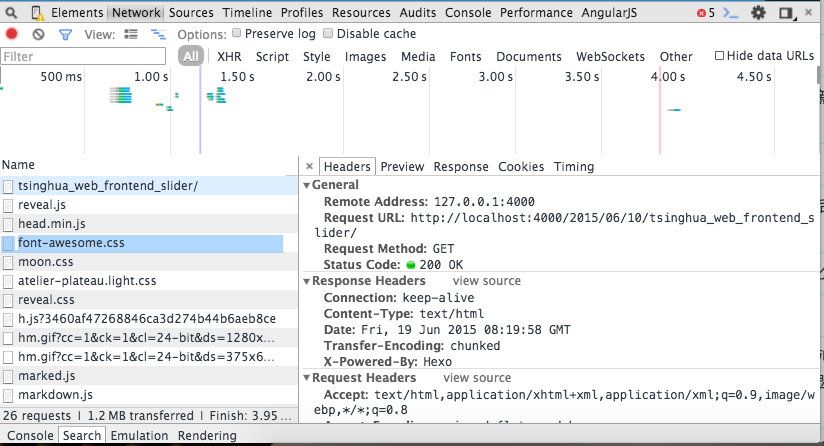 Elements Network Sources Timeline Profiles Resources Audits Console Performance AngularJS 5
View: Options: Preserve log Disable cache
Filter All XHR Script Style Images Media Fonts Documents WebSockets Other Hide data URLs
500 ms 1.00 s 1.50 s 2.00 s 2.50 s 3.00 s 3.50 s 4.00 s 4.50 s
Name
tsinghua_web_frontend_slider/
reveal.js
head.min.js
font-awesome.css
moon.css
atelier-plateau.light.css
reveal.css
h.js?3460af47268846ca3d274b44b6aeb8ce
hm.gif?cc=1&ck=1&cl=24-bit&ds=1280x...
hm.gif?cc=1&ck=1&cl=24-bit&ds=375x6...
marked.js
markdown.js
26 requests | 1.2 MB transferred | Finish: 3.95 ...
× Headers Preview Response Cookies Timing
General
Remote Address: 127.0.0.1:4000
Request URL: http://localhost:4000/2015/06/10/tsinghua_web_frontend_s
lider/
Request Method: GET
Status Code: 200 OK
Response Headers view source
Connection: keep-alive
Content-Type: text/html
Date: Fri, 19 Jun 2015 08:19:58 GMT
Transfer-Encoding: chunked
X-Powered-By: Hexo
Request Headers view source
Accept: text/html,application/xhtml+xml,application/xml;q=0.9,image/w
ebp,*/*;q=0.8
Console Search Emulation Rendering